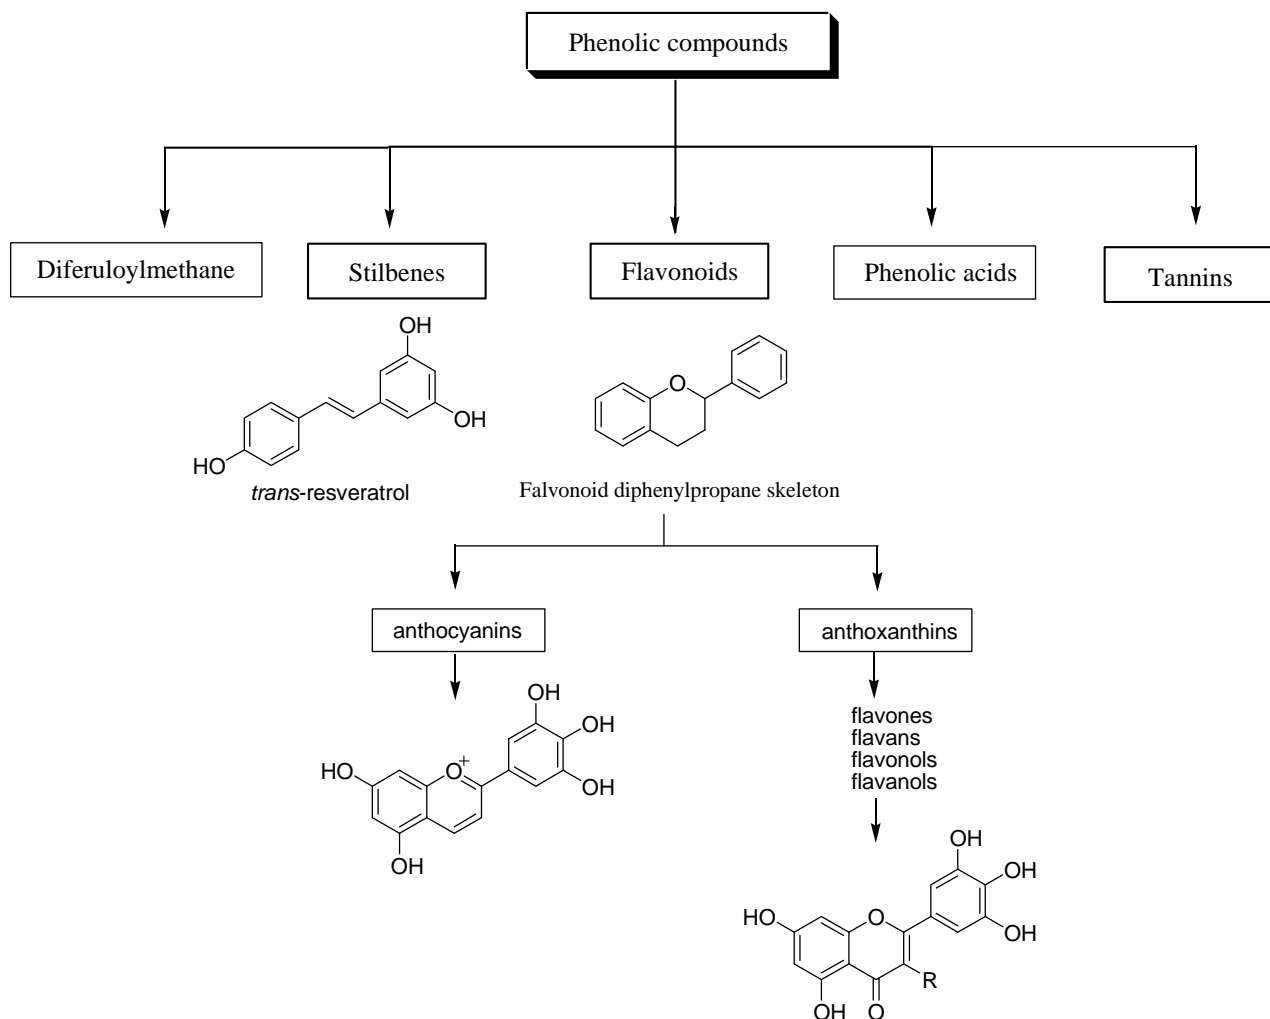 Phenolic compounds
Diferuloylmethane
Stilbenes
Flavonoids
Phenolic acids
Tannins
OH
OH
HO
trans-resveratrol
O
Falvonoid diphenylpropane skeleton
anthocyanins
anthoxanthins
OH
OH
OH
HO
O+
OH
flavones
flavans
flavonols
flavanols
OH
OH
OH
HO
O
R
OH
O